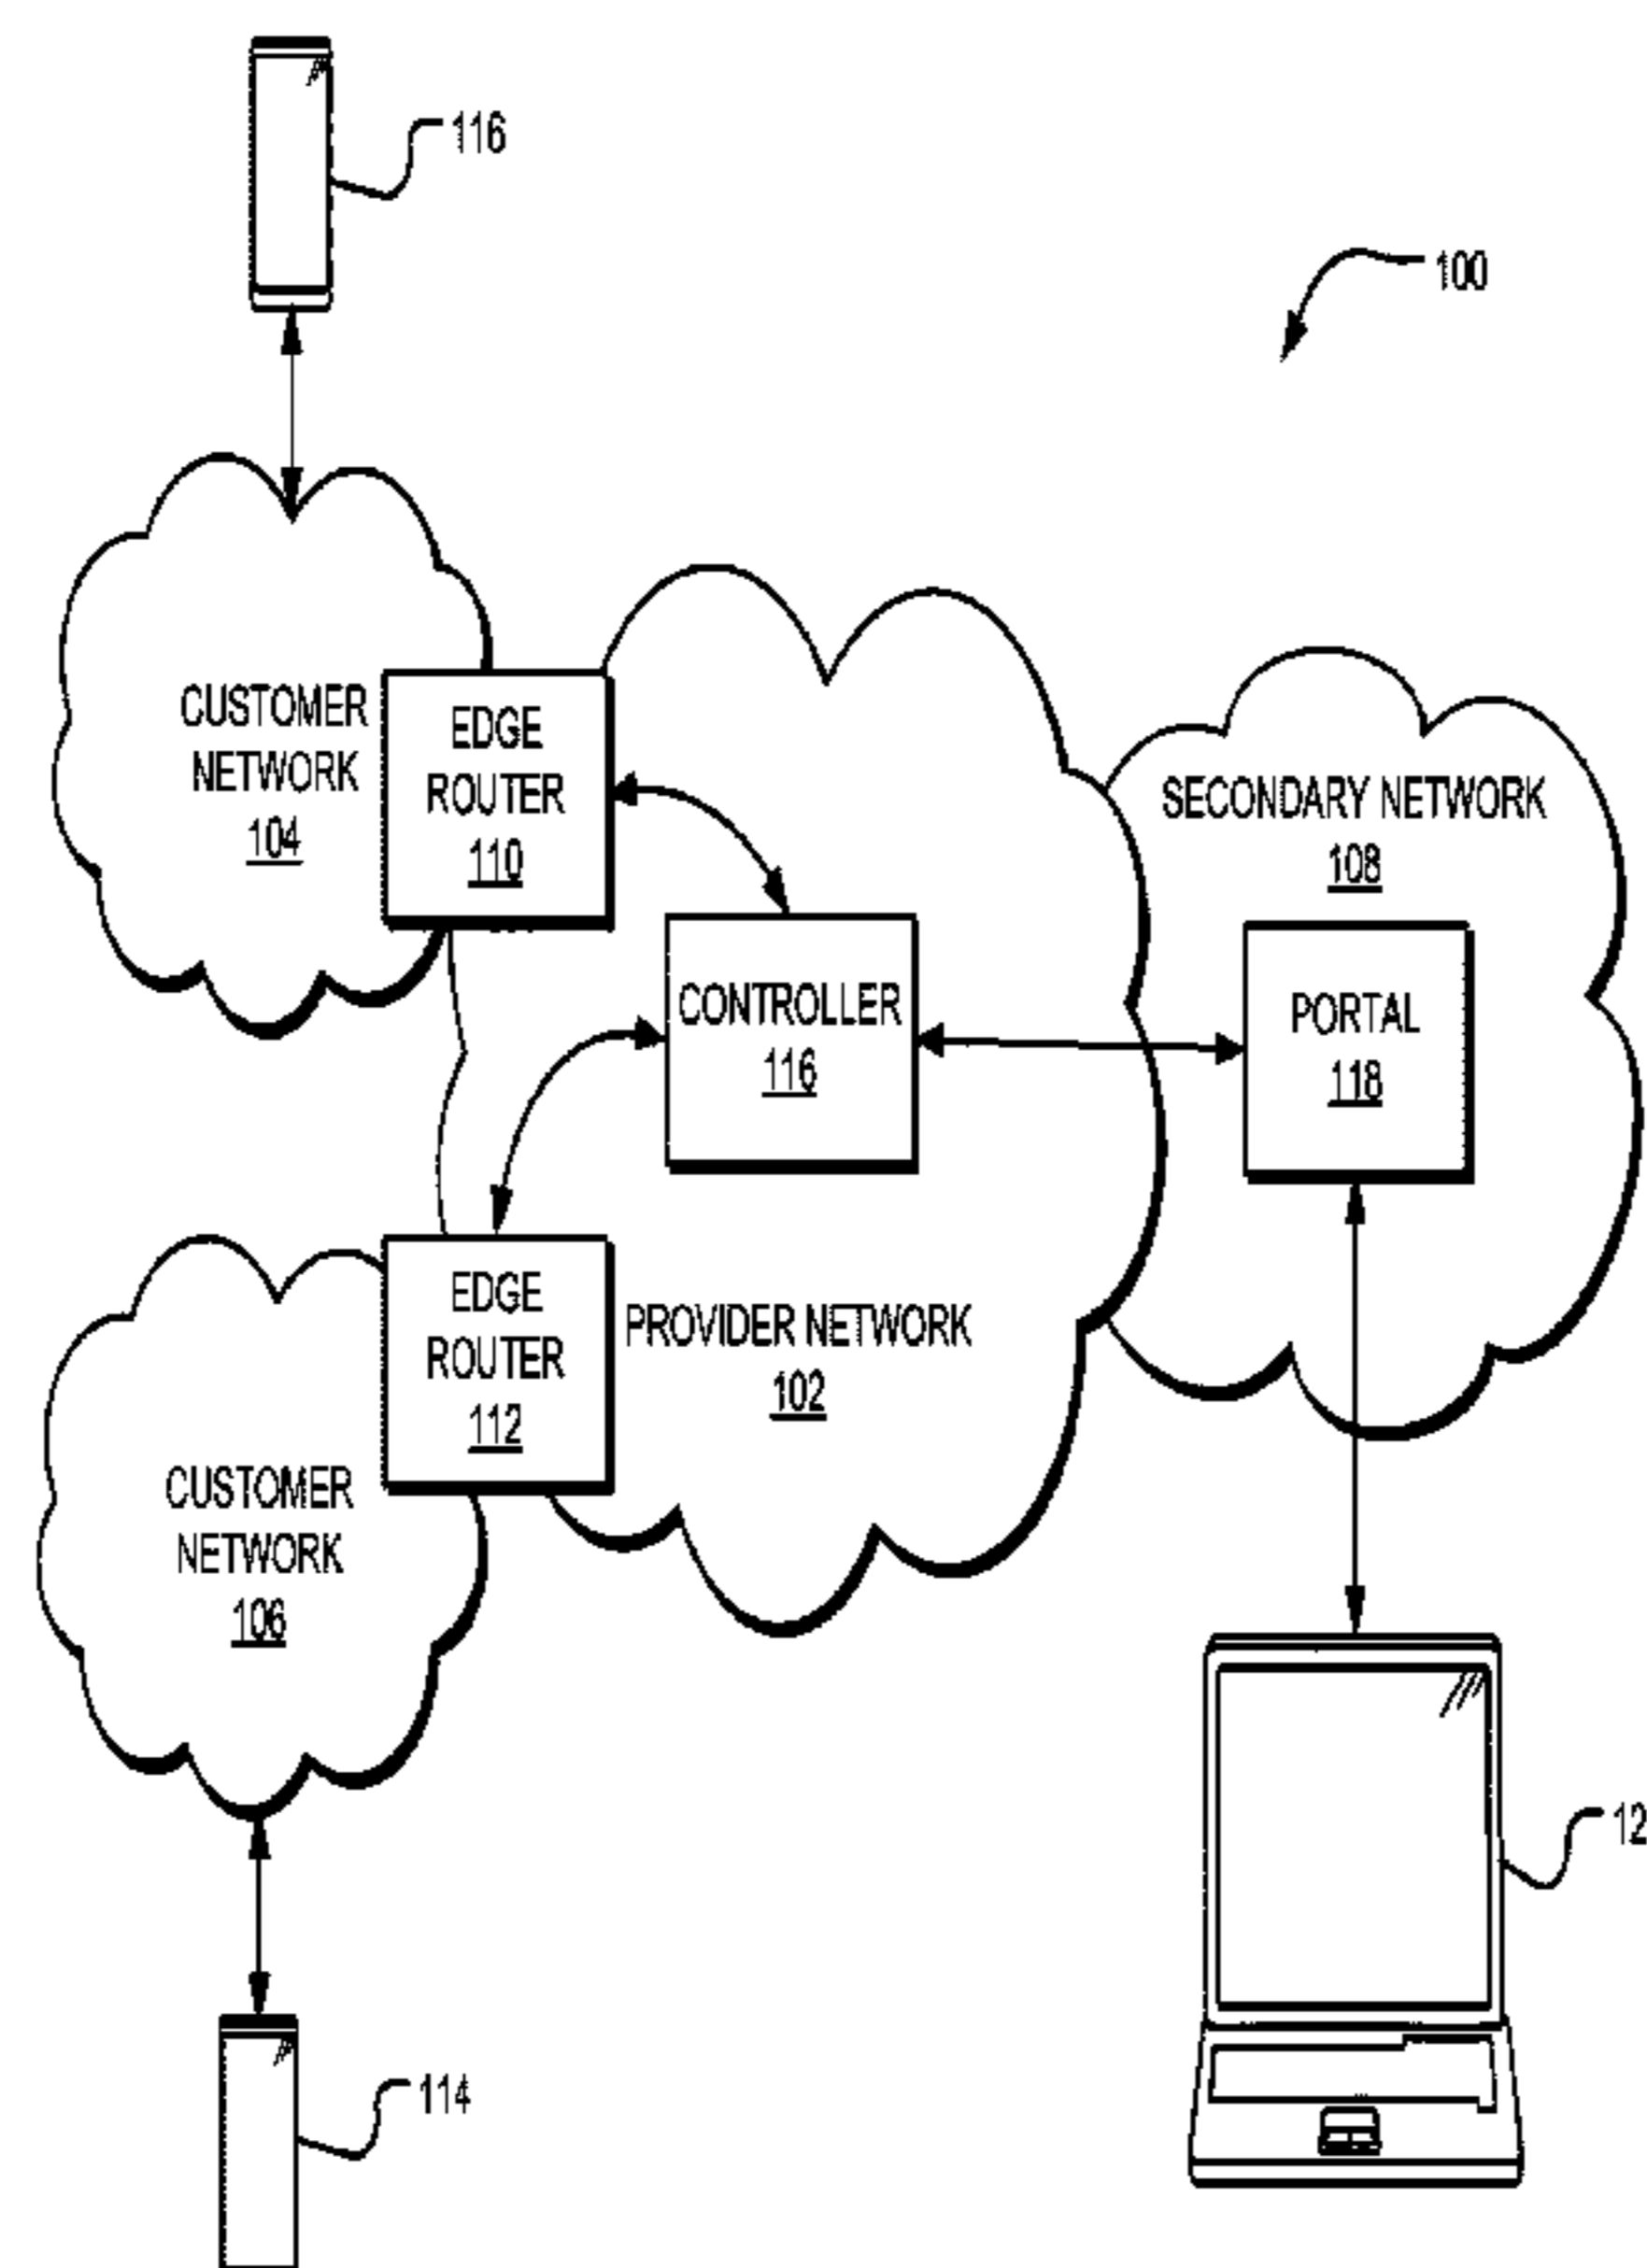 116
100
CUSTOMER
NETWORK
104
EDGE
ROUTER
110
SECONDARY NETWORK
108
CONTROLLER
116
PORTAL
118
EDGE
ROUTER
112
PROVIDER NETWORK
102
CUSTOMER
NETWORK
106
12
114